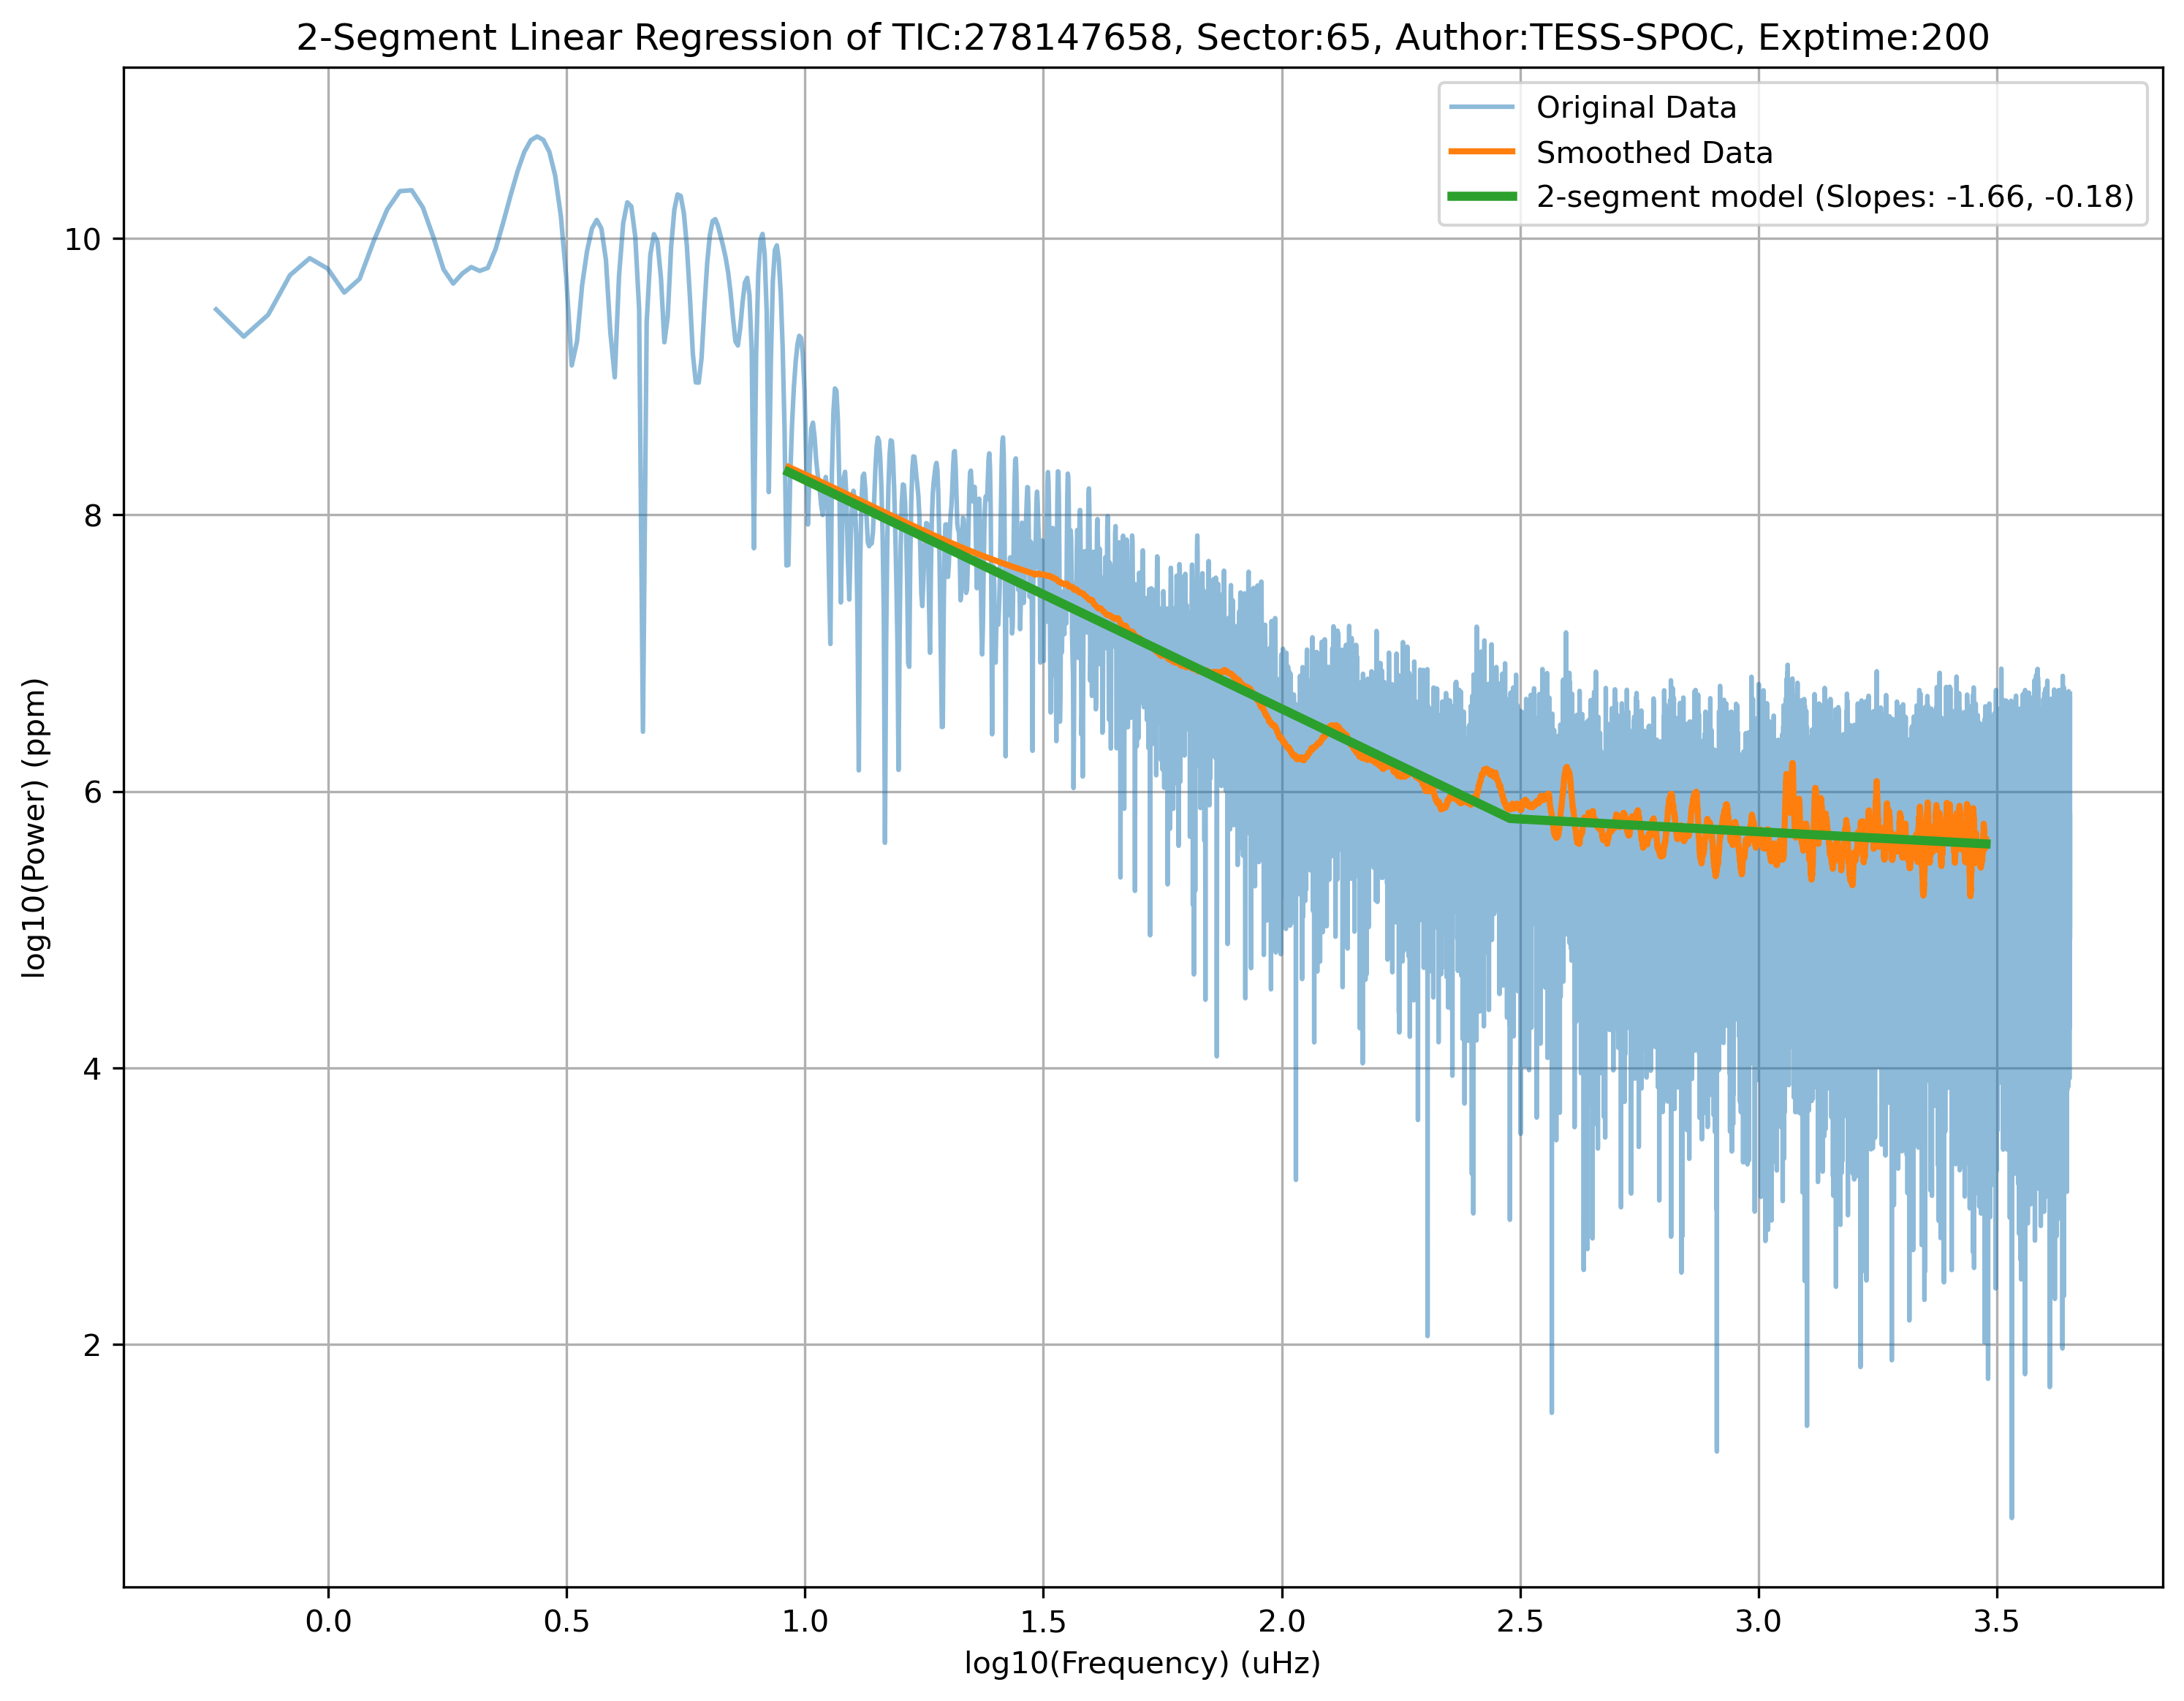 2-Segment Linear Regression of TIC:278147658, Sector:65, Author:TESS-SPOC, Exptime:200
Original Data
Smoothed Data
2-segment model (Slopes: -1.66, -0.18)
log10(Power) (ppm)
10
8
6
4
2
0.0 0.5 1.0 1.5 2.0 2.5 3.0 3.5
log10(Frequency) (uHz)